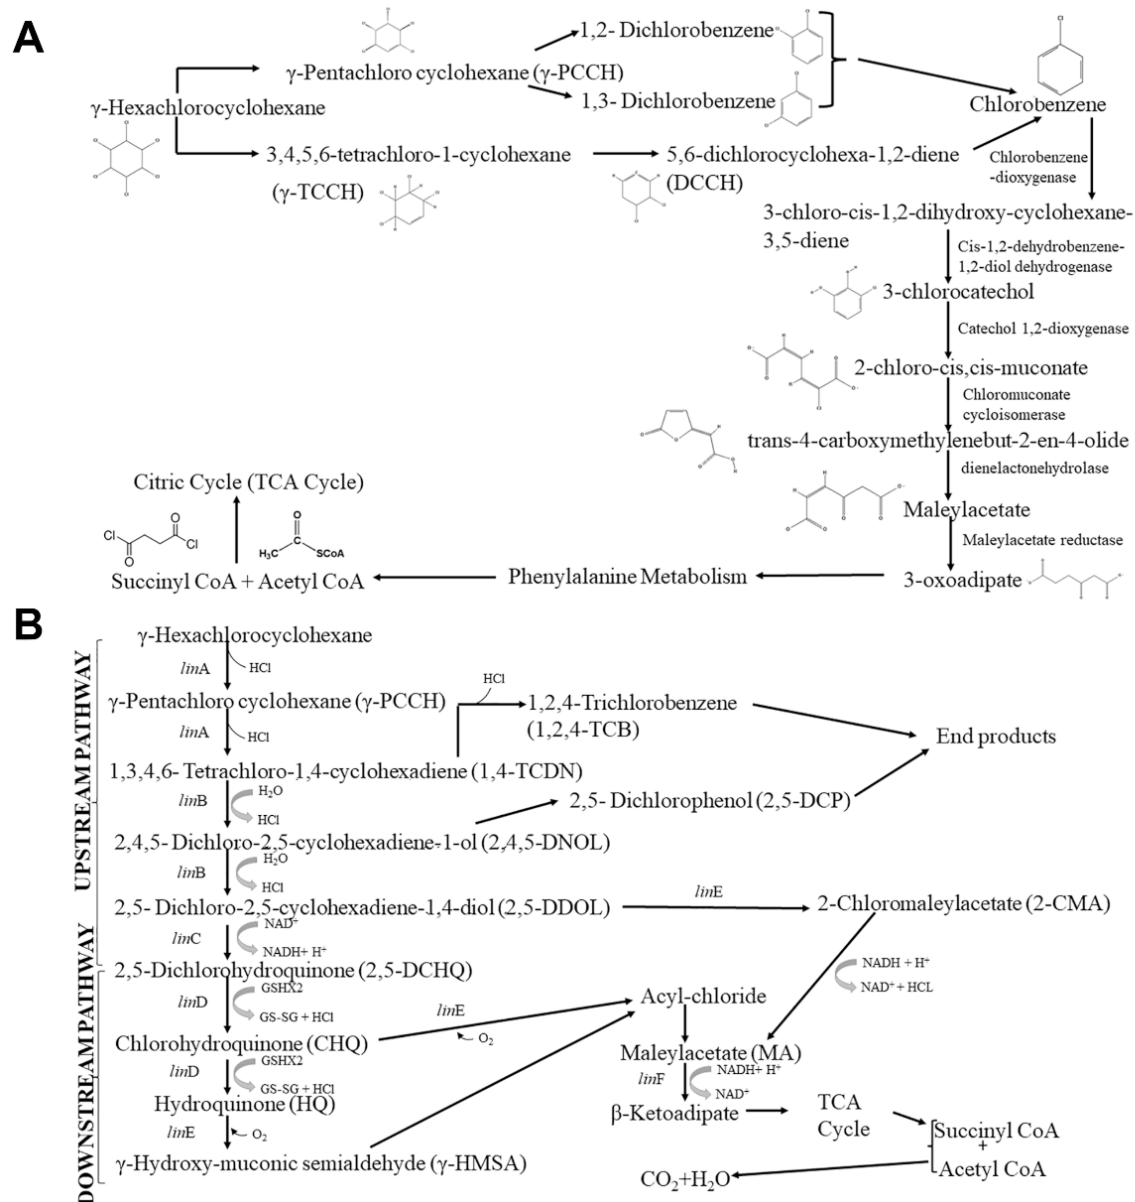 A
γ-Hexachlorocyclohexane
γ-Pentachloro cyclohexane (γ-PCCH)
1,2- Dichlorobenzene
1,3- Dichlorobenzene
Chlorobenzene
3,4,5,6-tetrachloro-1-cyclohexane
(γ-TCCH)
5,6-dichlorocyclohexa-1,2-diene
(DCCH)
Chlorobenzene
-dioxygenase
3-chloro-cis-1,2-dihydroxy-cyclohexane-
3,5-diene
Cis-1,2-dehydrobenzene-
1,2-diol dehydrogenase
3-chlorocatechol
Catechol 1,2-dioxygenase
2-chloro-cis,cis-muconate
Chloromuconate
cycloisomerase
trans-4-carboxymethylenebut-2-en-4-olide
dienelactonehydrolase
Maleylacetate
Maleylacetate reductase
3-oxoadipate
Phenylalanine Metabolism
Succinyl CoA + Acetyl CoA
Cl
O
O
Cl
O
C
H₃C
SCoA
Citric Cycle (TCA Cycle)
B
UPSTREAM PATHWAY
DOWNSTREAM PATHWAY
γ-Hexachlorocyclohexane
linA
HCl
γ-Pentachloro cyclohexane (γ-PCCH)
HCl
1,2,4-Trichlorobenzene
(1,2,4-TCB)
End products
linA
HCl
1,3,4,6- Tetrachloro-1,4-cyclohexadiene (1,4-TCDN)
linB
H₂O
HCl
2,5- Dichlorophenol (2,5-DCP)
2,4,5- Dichloro-2,5-cyclohexadiene-1-ol (2,4,5-DNOL)
linB
H₂O
HCl
2,5- Dichloro-2,5-cyclohexadiene-1,4-diol (2,5-DDOL)
linE
2-Chloromaleylacetate (2-CMA)
linC
NAD⁺
NADH+ H⁺
2,5-Dichlorohydroquinone (2,5-DCHQ)
NADH + H⁺
NAD⁺ + HCL
linD
GSHX2
GS-SG + HCl
Acyl-chloride
linE
O₂
Chlorohydroquinone (CHQ)
Maleylacetate (MA)
linD
GSHX2
GS-SG + HCl
linF
NADH+ H⁺
NAD⁺
Hydroquinone (HQ)
β-Ketoadipate
TCA
Cycle
Succinyl CoA
+
Acetyl CoA
linE
O₂
γ-Hydroxy-muconic semialdehyde (γ-HMSA)
CO₂+H₂O